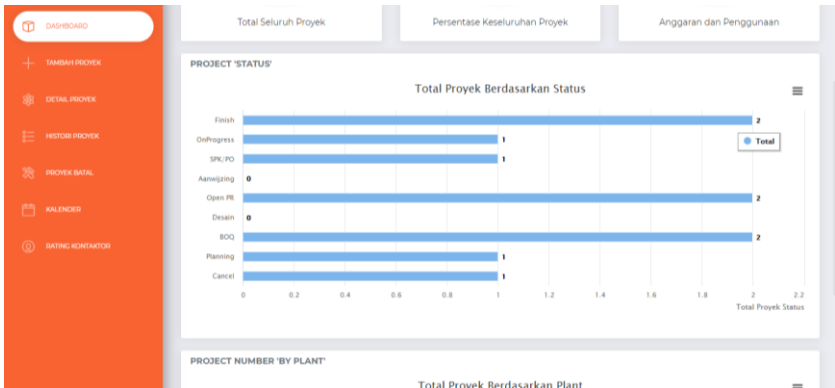 DASHBOARD
TAMBAH PROYEK
DETAIL PROYEK
HISTORI PROYEK
PROYEK BATAL
KALENDER
RATING KONTAKTOR
Total Seluruh Proyek
Persentase Keseluruhan Proyek
Anggaran dan Penggunaan
PROJECT 'STATUS'
Total Proyek Berdasarkan Status
Finish 2
OnProgress 1
SPK/PO 1
Aanwijzing 0
Open PR 2
Desain 0
BOQ 2
Planning 1
Cancel 1
Total
0 0.2 0.4 0.6 0.8 1 1.2 1.4 1.6 1.8 2 2.2
Total Proyek Status
PROJECT NUMBER 'BY PLANT'
Total Proyek Berdasarkan Plant